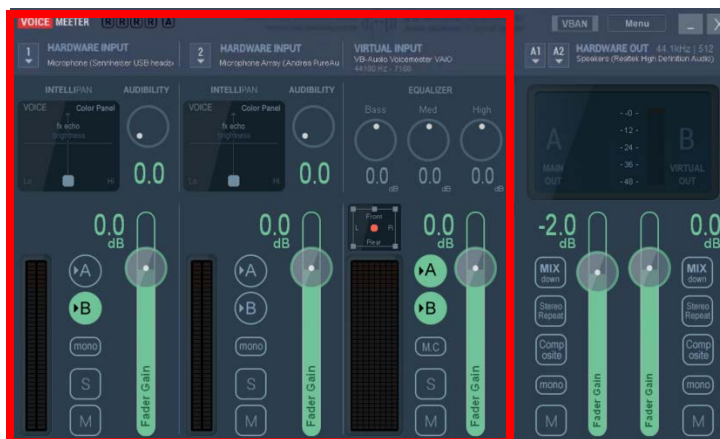 VOICE MEETER R R R R A
VBAN Menu
1 HARDWARE INPUT
Microphone (Sennheizer USB heads
2 HARDWARE INPUT
Microphone Array (Andrea PureAu
VIRTUAL INPUT
VB-Audio Voicemeeter VAIO
44100 Hz - 7168
A1 A2 HARDWARE OUT 44.1kHz | 512
Speakers (Realtek High Definition Audio)
INTELLIPAN AUDIBILITY
VOICE Color Panel
fx echo
brightness
Lo Hi
0.0
INTELLIPAN AUDIBILITY
VOICE Color Panel
fx echo
brightness
Lo Hi
0.0
EQUALIZER
Bass Med High
0.0 dB 0.0 dB 0.0 dB
A
MAIN OUT
-0 -
-12 -
-24 -
-36 -
-48 -
B
VIRTUAL OUT
0.0 dB
A
B
mono
S
M
Fader Gain
0.0 dB
A
B
mono
S
M
Fader Gain
Front
L R
Rear
0.0 dB
A
B
M.C
S
M
Fader Gain
-2.0 dB
MIX down
Stereo Repeat
Comp osite
mono
M
Fader Gain
Fader Gain
0.0 dB
MIX down
Stereo Repeat
Comp osite
mono
M